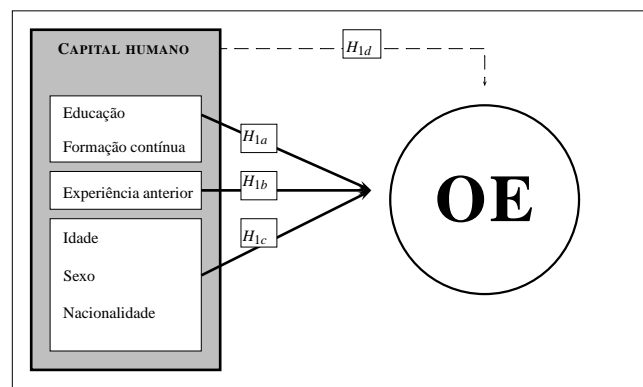 CAPITAL HUMANO
H1d
Educação
Formação contínua
H1a
Experiência anterior
H1b
OE
Idade
H1c
Sexo
Nacionalidade